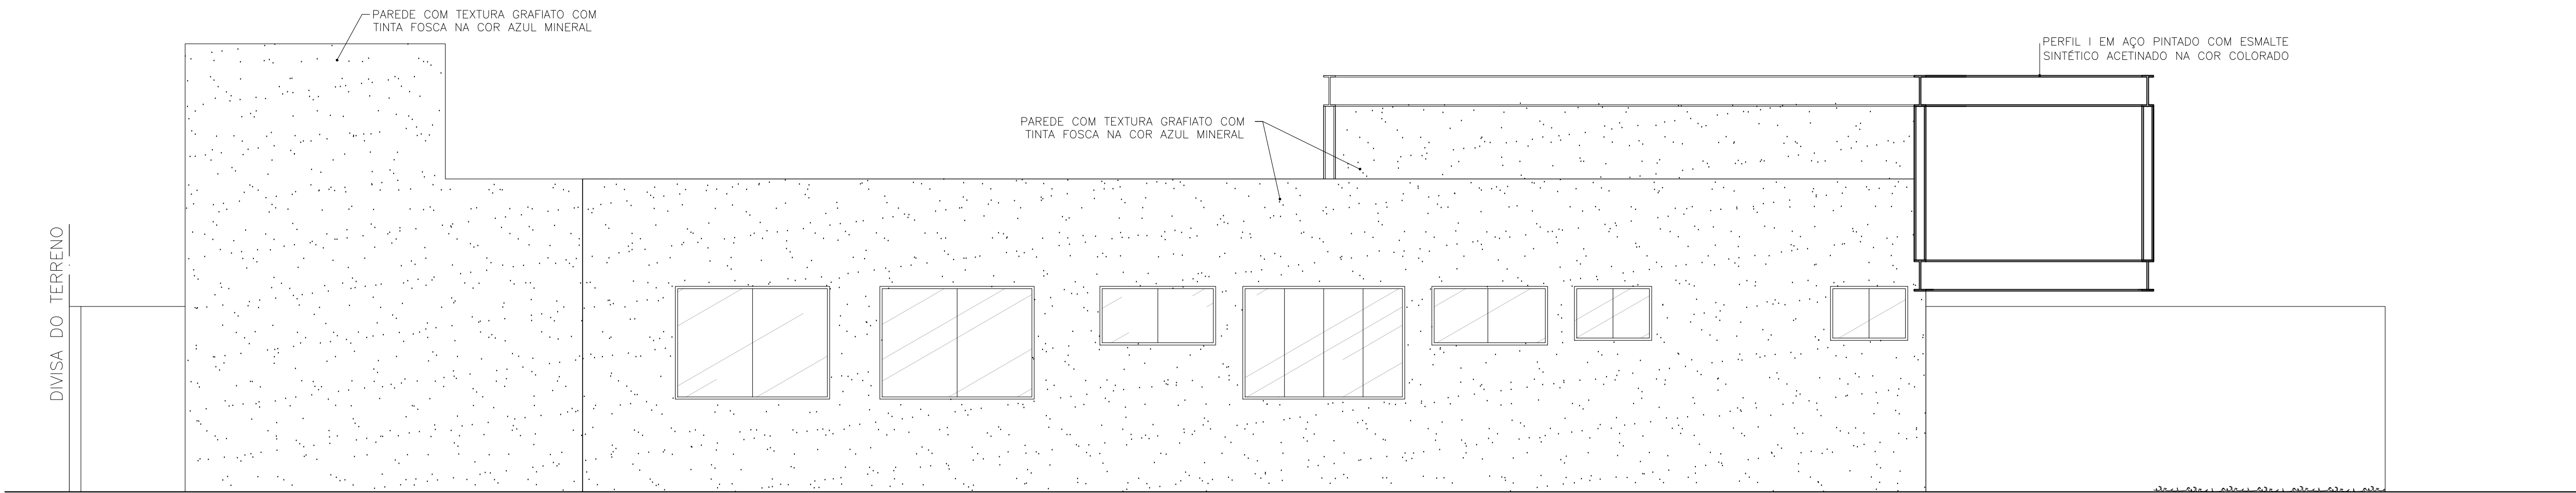 PAREDE COM TEXTURA GRAFIATO COM
TINTA FOSCA NA COR AZUL MINERAL
PERFIL I EM AÇO PINTADO COM ESMALTE
SINTÉTICO ACETINADO NA COR COLORADO
PAREDE COM TEXTURA GRAFIATO COM
TINTA FOSCA NA COR AZUL MINERAL
DIVISA DO TERRENO